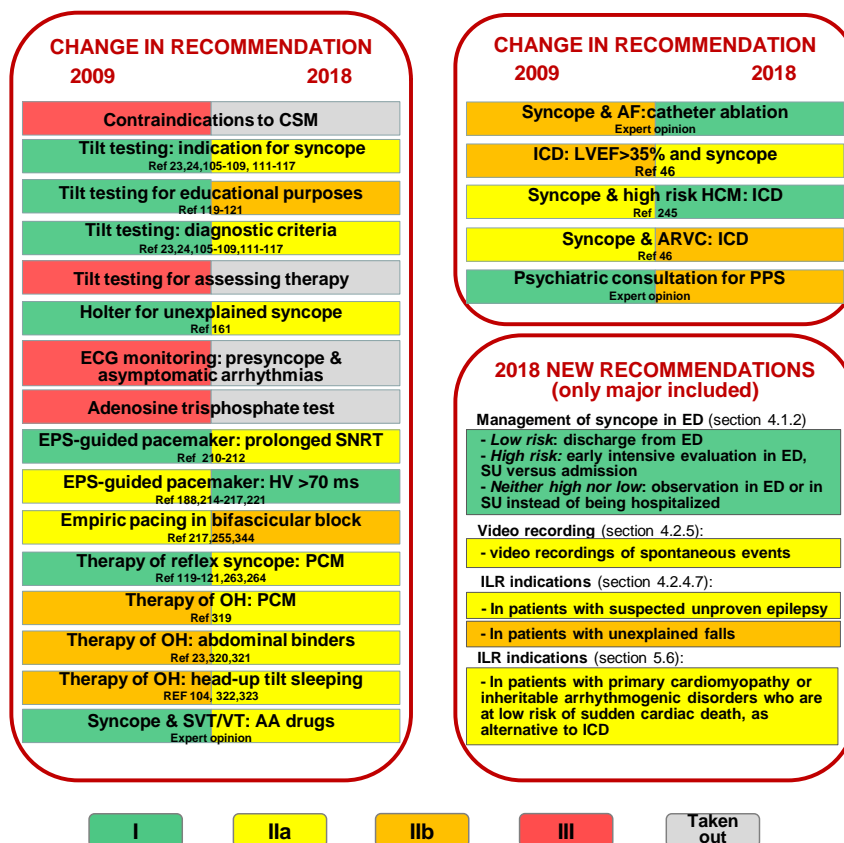 CHANGE IN RECOMMENDATION
2009 2018
Contraindications to CSM
Tilt testing: indication for syncope
Ref 23,24,105-109, 111-117
Tilt testing for educational purposes
Ref 119-121
Tilt testing: diagnostic criteria
Ref 23,24,105-109,111-117
Tilt testing for assessing therapy
Holter for unexplained syncope
Ref 161
ECG monitoring: presyncope &
asymptomatic arrhythmias
Adenosine trisphosphate test
EPS-guided pacemaker: prolonged SNRT
Ref 210-212
EPS-guided pacemaker: HV >70 ms
Ref 188,214-217,221
Empiric pacing in bifascicular block
Ref 217,255,344
Therapy of reflex syncope: PCM
Ref 119-121,263,264
Therapy of OH: PCM
Ref 319
Therapy of OH: abdominal binders
Ref 23,320,321
Therapy of OH: head-up tilt sleeping
REF 104, 322,323
Syncope & SVT/VT: AA drugs
Expert opinion
CHANGE IN RECOMMENDATION
2009 2018
Syncope & AF:catheter ablation
Expert opinion
ICD: LVEF>35% and syncope
Ref 46
Syncope & high risk HCM: ICD
Ref 245
Syncope & ARVC: ICD
Ref 46
Psychiatric consultation for PPS
Expert opinion
2018 NEW RECOMMENDATIONS
(only major included)
Management of syncope in ED (section 4.1.2)
- Low risk: discharge from ED
- High risk: early intensive evaluation in ED,
SU versus admission
- Neither high nor low: observation in ED or in
SU instead of being hospitalized
Video recording (section 4.2.5):
- video recordings of spontaneous events
ILR indications (section 4.2.4.7):
- In patients with suspected unproven epilepsy
- In patients with unexplained falls
ILR indications (section 5.6):
- In patients with primary cardiomyopathy or
inheritable arrhythmogenic disorders who are
at low risk of sudden cardiac death, as
alternative to ICD
I IIa IIb III Taken
out